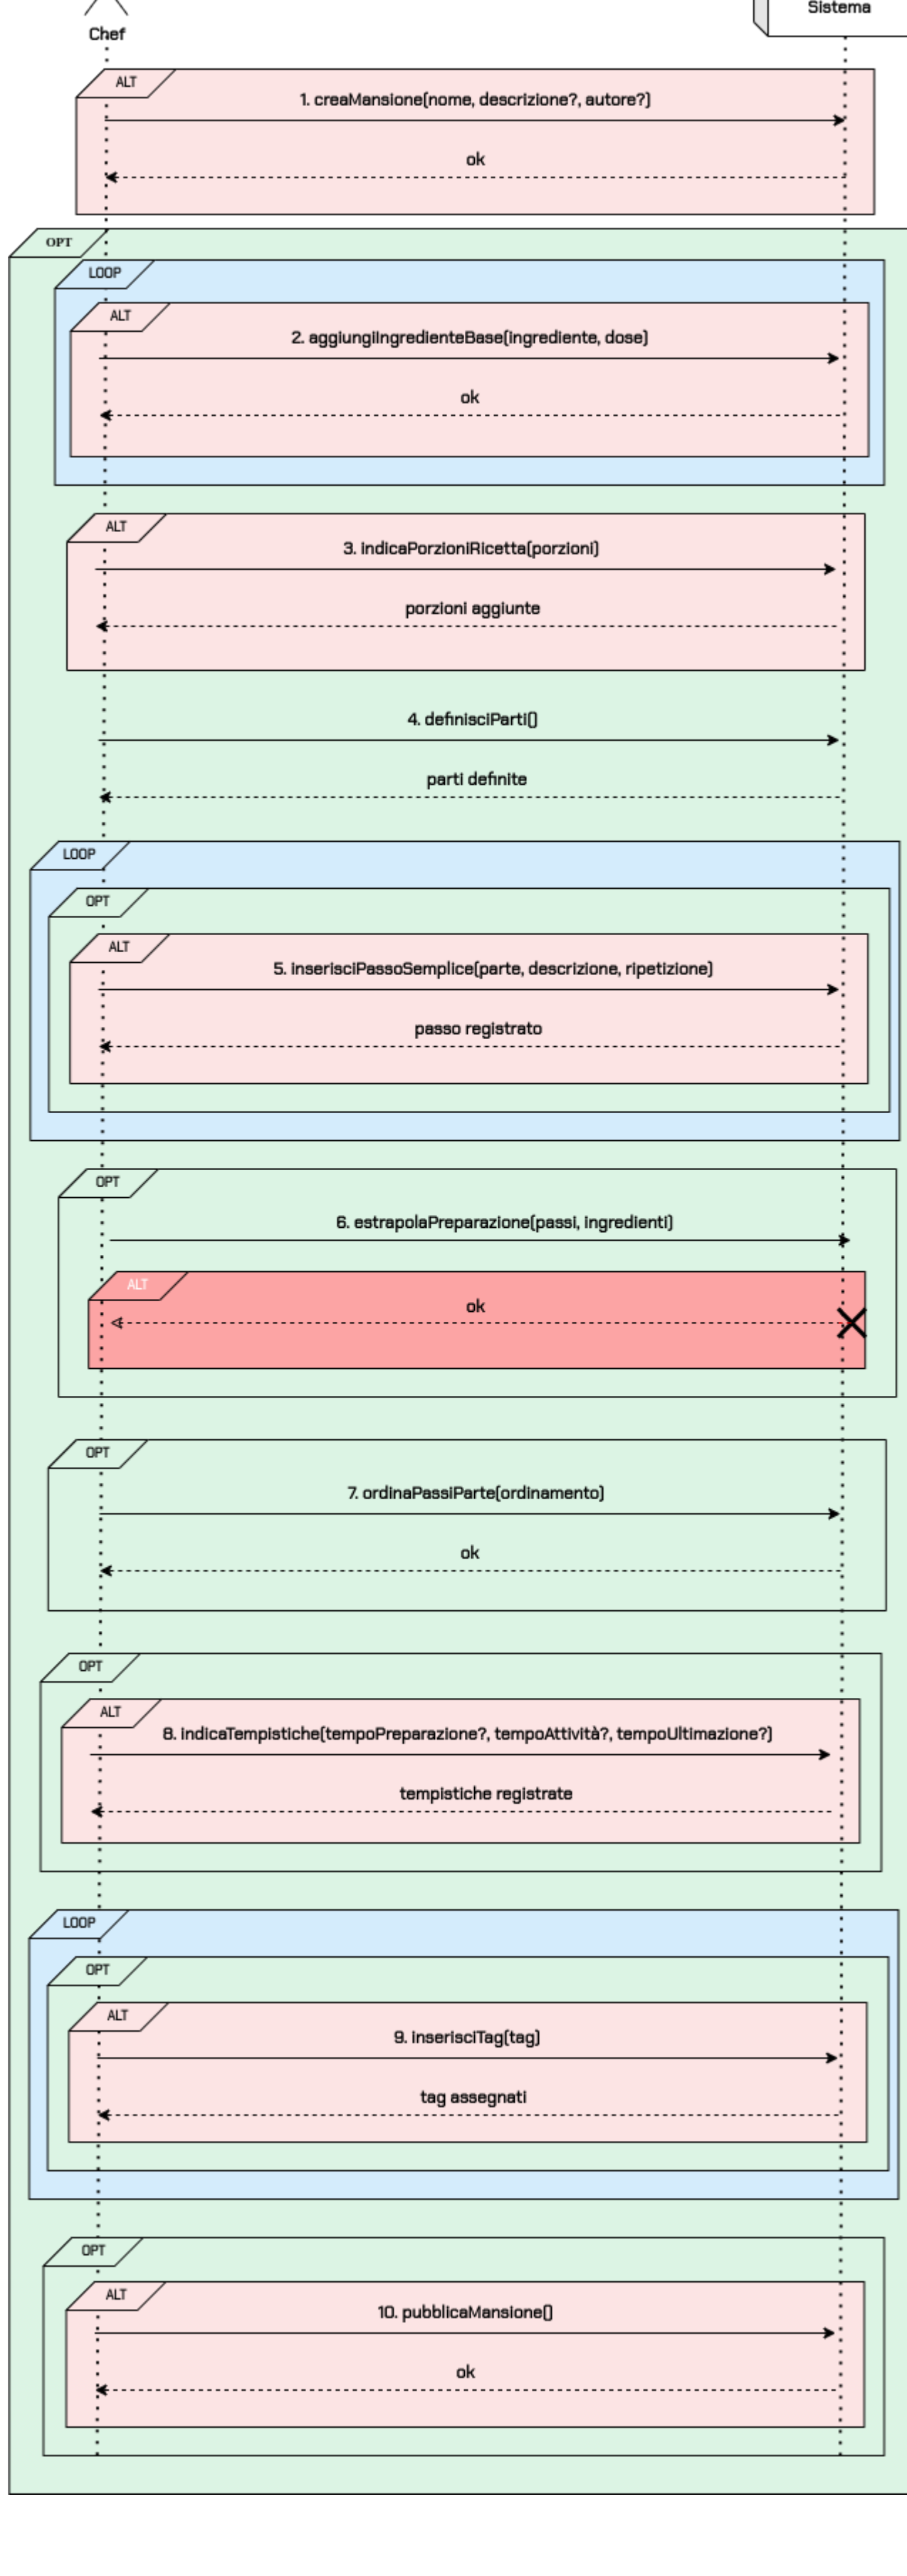 Sistema
Chef
ALT
1. creaMansione(nome, descrizione?, autore?)
ok
OPT
LOOP
ALT
2. aggiungiIngredienteBase(ingrediente, dose)
ok
ALT
3. indicaPorzioniRicetta(porzioni)
porzioni aggiunte
4. definisciParti()
parti definite
LOOP
OPT
ALT
5. inserisciPassoSemplice(parte, descrizione, ripetizione)
passo registrato
OPT
6. estrapolaPreparazione(passi, ingredienti)
ALT
ok
OPT
7. ordinaPassiParte(ordinamento)
ok
OPT
ALT
8. indicaTempistiche(tempoPreparazione?, tempoAttività?, tempoUltimazione?)
tempistiche registrate
LOOP
OPT
ALT
9. inserisciTag(tag)
tag assegnati
OPT
ALT
10. pubblicaMansione()
ok